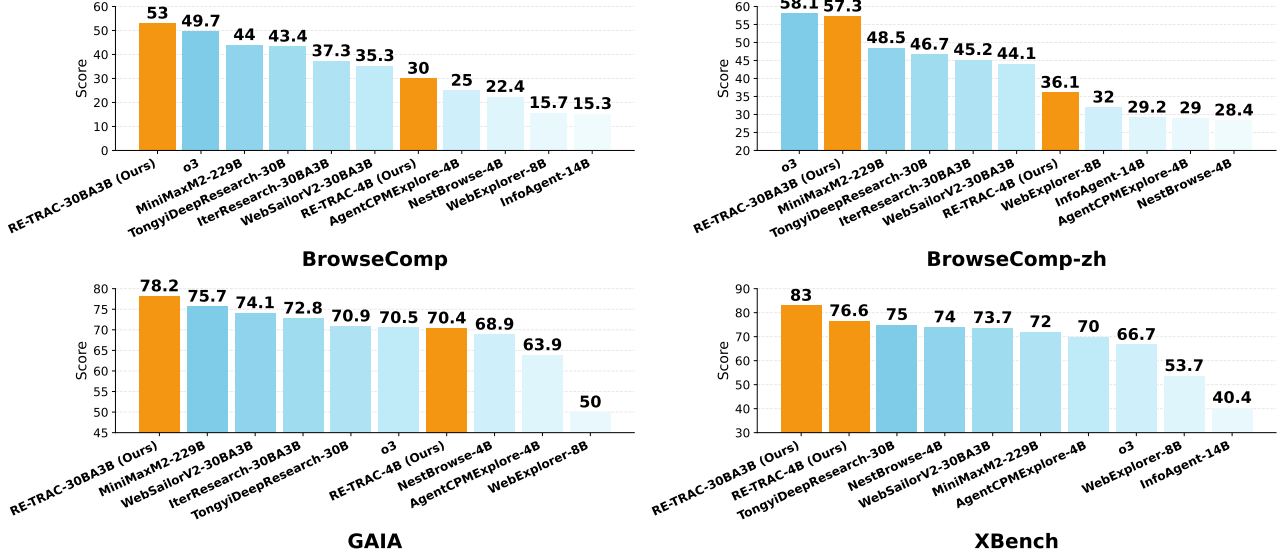 60
50
40
30
20
10
0
Score
53
49.7
44
43.4
37.3
35.3
30
25
22.4
15.7
15.3
RE-TRAC-30BA3B (Ours)
o3
MiniMaxM2-229B
TongyiDeepResearch-30B
IterResearch-30BA3B
WebSailorV2-30BA3B
RE-TRAC-4B (Ours)
AgentCPMExplore-4B
NestBrowse-4B
WebExplorer-8B
InfoAgent-14B
BrowseComp
60
55
50
45
40
35
30
25
20
Score
58.1
57.3
48.5
46.7
45.2
44.1
36.1
32
29.2
29
28.4
o3
RE-TRAC-30BA3B (Ours)
MiniMaxM2-229B
TongyiDeepResearch-30B
IterResearch-30BA3B
WebSailorV2-30BA3B
RE-TRAC-4B (Ours)
WebExplorer-8B
InfoAgent-14B
AgentCPMExplore-4B
NestBrowse-4B
BrowseComp-zh
80
75
70
65
60
55
50
45
Score
78.2
75.7
74.1
72.8
70.9
70.5
70.4
68.9
63.9
50
RE-TRAC-30BA3B (Ours)
MiniMaxM2-229B
WebSailorV2-30BA3B
IterResearch-30BA3B
TongyiDeepResearch-30B
o3
RE-TRAC-4B (Ours)
NestBrowse-4B
AgentCPMExplore-4B
WebExplorer-8B
GAIA
90
80
70
60
50
40
30
Score
83
76.6
75
74
73.7
72
70
66.7
53.7
40.4
RE-TRAC-30BA3B (Ours)
RE-TRAC-4B (Ours)
TongyiDeepResearch-30B
NestBrowse-4B
WebSailorV2-30BA3B
MiniMaxM2-229B
AgentCPMExplore-4B
o3
WebExplorer-8B
InfoAgent-14B
XBench